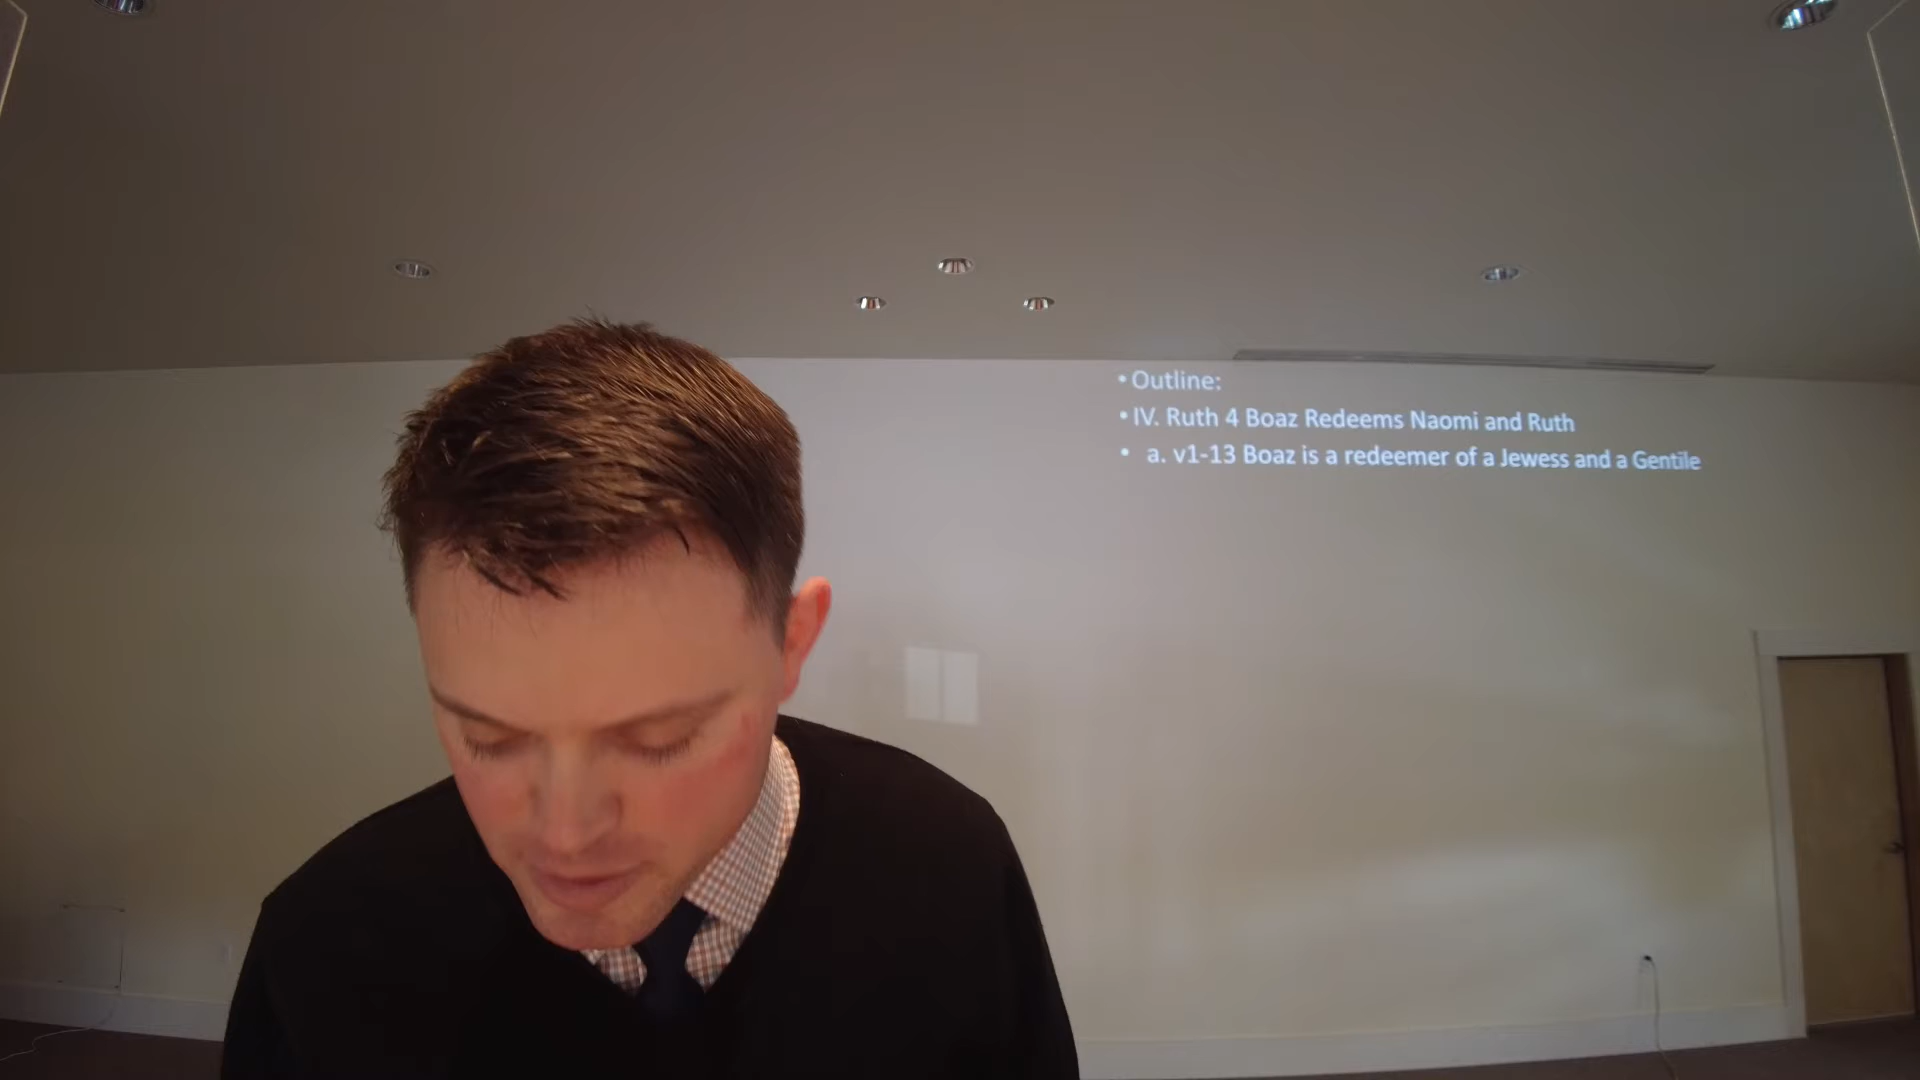 • Outline:
• IV. Ruth 4 Boaz Redeems Naomi and Ruth
• a. v1-13 Boaz is a redeemer of a Jewess and a Gentile